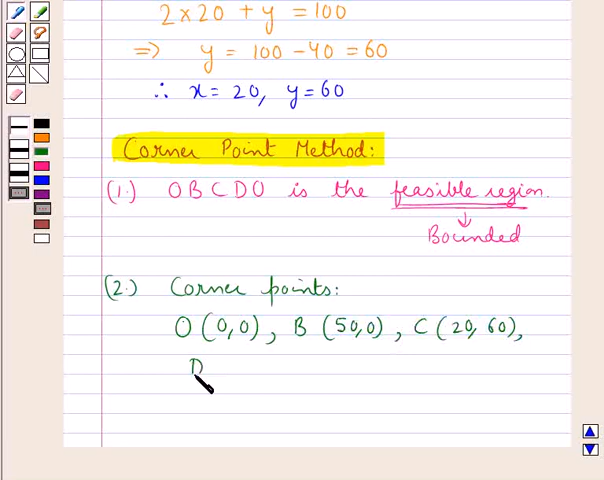 2 × 20 + y = 100
⇒ y = 100 - 40 = 60
∴ x = 20, y = 60
Corner Point Method:
(1.) OBCDO is the feasible region.
↓
Bounded
(2.) Corner points:
O (0,0), B (50,0), C (20, 60),
D